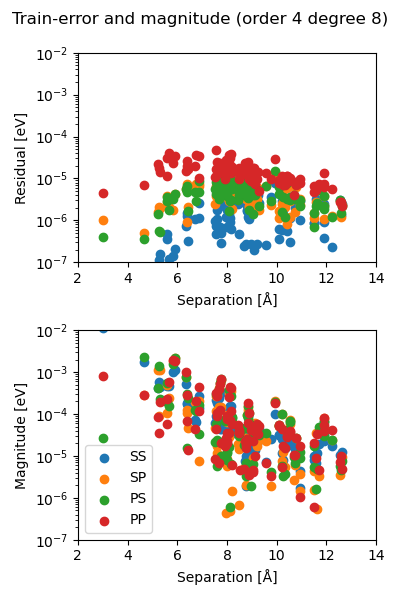 Train-error and magnitude (order 4 degree 8)
10⁻²
10⁻³
10⁻⁴
10⁻⁵
10⁻⁶
10⁻⁷
Residual [eV]
2 4 6 8 10 12 14
Separation [Å]
10⁻²
10⁻³
10⁻⁴
10⁻⁵
10⁻⁶
10⁻⁷
Magnitude [eV]
SS
SP
PS
PP
2 4 6 8 10 12 14
Separation [Å]